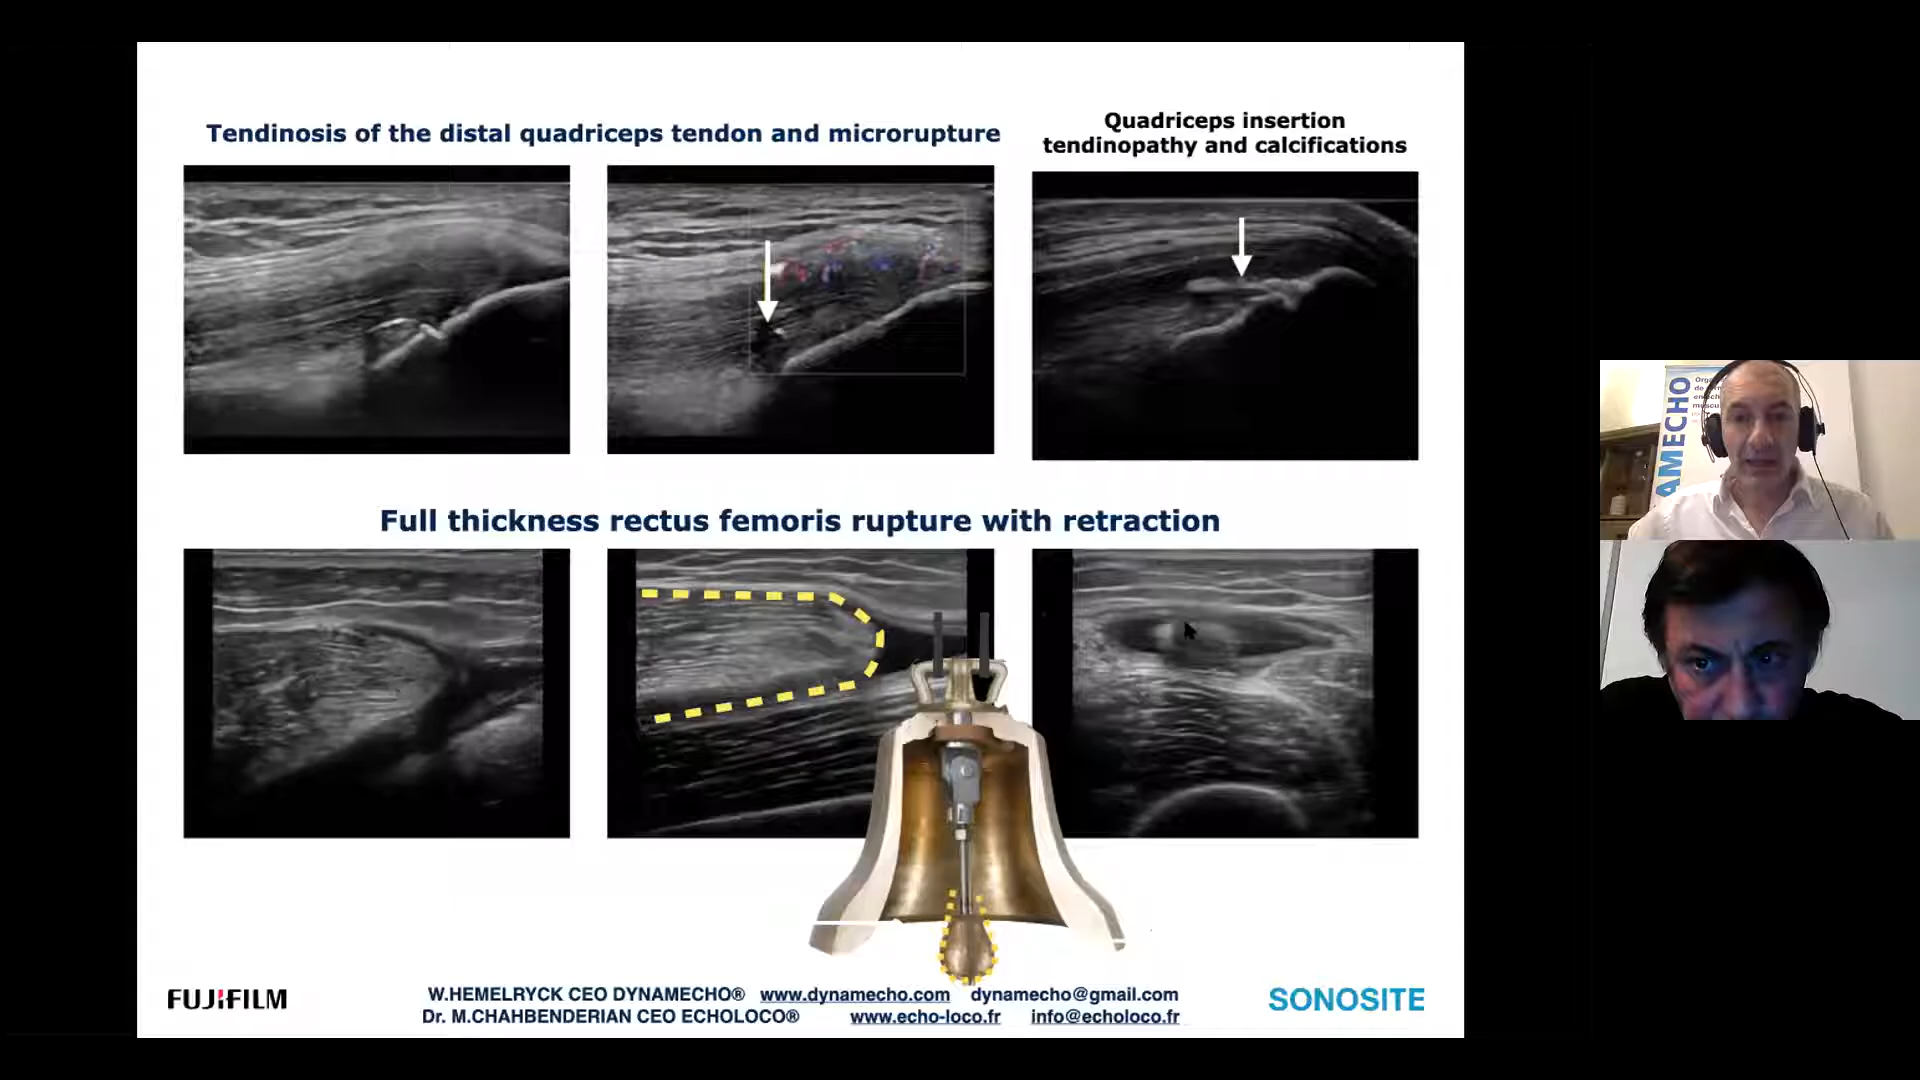 Tendinosis of the distal quadriceps tendon and microrupture
Quadriceps insertion
tendinopathy and calcifications
Full thickness rectus femoris rupture with retraction
FUJIFILM
W.HEMELRYCK CEO DYNAMECHO® www.dynamecho.com dynamecho@gmail.com
Dr. M.CHAHBENDERIAN CEO ECHOLOCO® www.echo-loco.fr info@echoloco.fr
SONOSITE
AMECHO